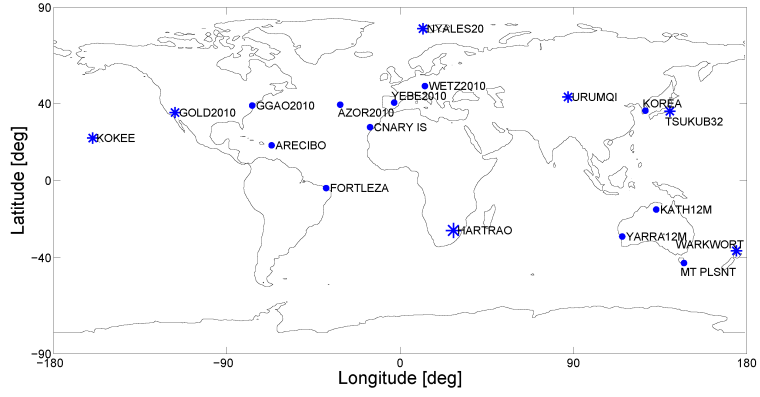 90
NYALES20
WETZ2010
YEBE2010
URUMQI
40
GGAO2010
KOREA
GOLD2010
AZOR2010
TSUKUB32
CNARY IS
KOKEE
ARECIBO
Latitude [deg]
0
FORTLEZA
KATH12M
HARTRAO
YARRA12M
WARKWORT
−40
MT PLSNT
−90
−180
−90
0
90
180
Longitude [deg]